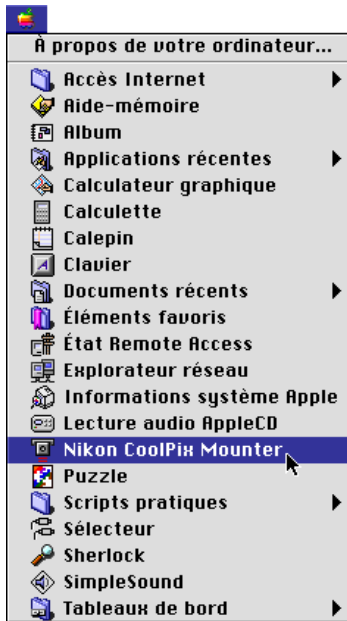 À propos de votre ordinateur...
Accès Internet
Aide-mémoire
Album
Applications récentes
Calculateur graphique
Calculette
Calepin
Clavier
Documents récents
Éléments favoris
État Remote Access
Explorateur réseau
Informations système Apple
Lecture audio AppleCD
Nikon CoolPix Mounter
Puzzle
Scripts pratiques
Sélecteur
Sherlock
SimpleSound
Tableaux de bord